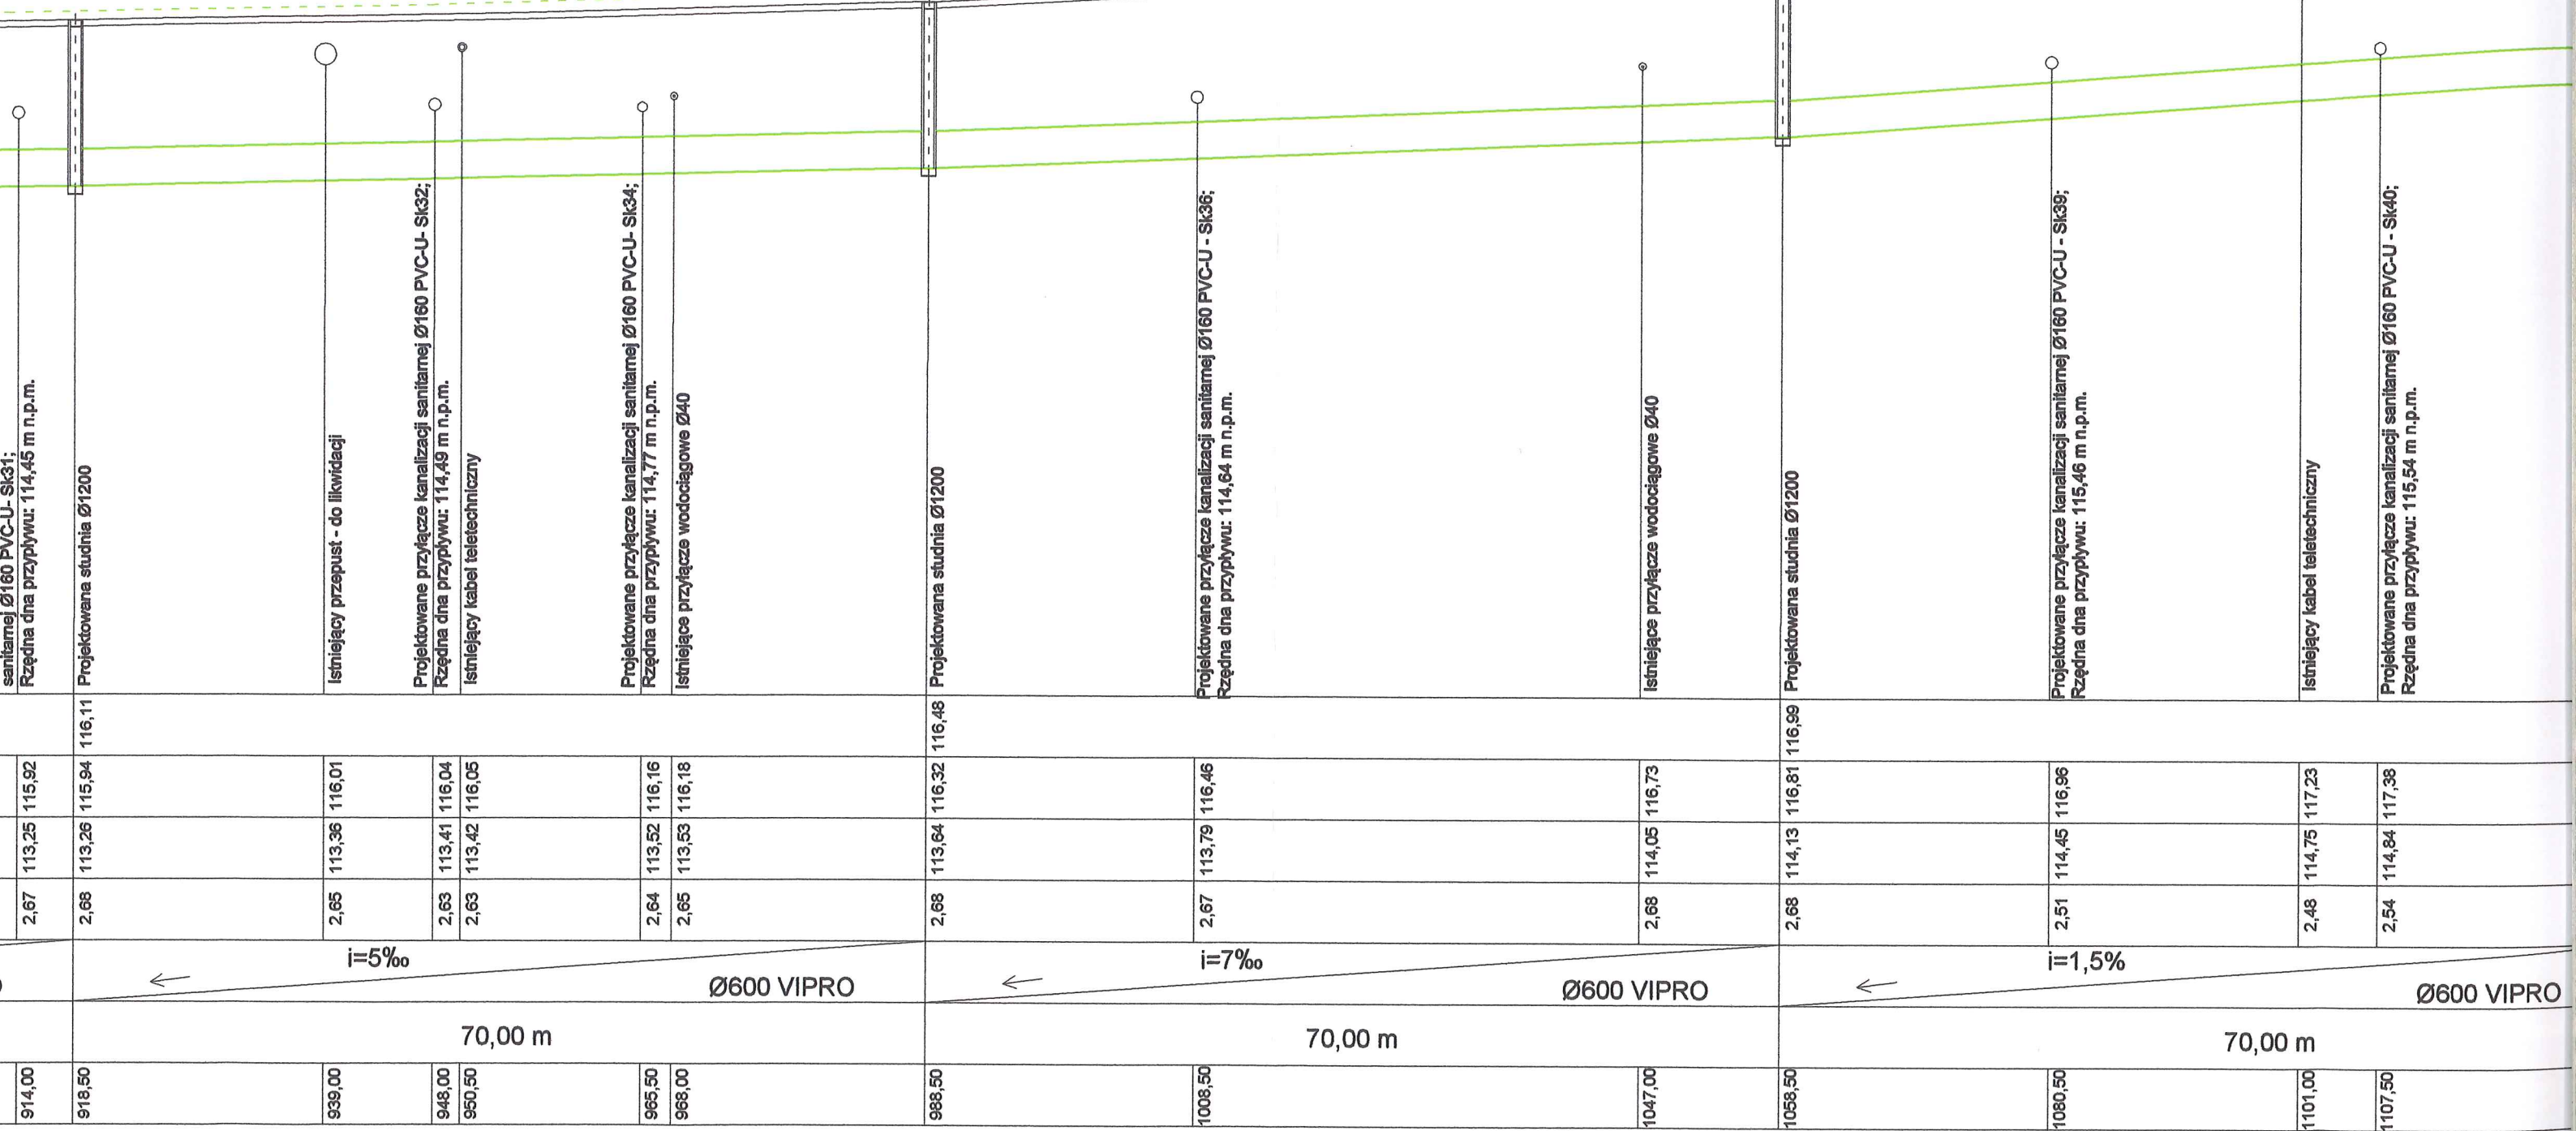 sanitarnej Ø160 PVC-U- Sk31;
Rzędna dna przypływu: 114,45 m n.p.m.
Projektowana studnia Ø1200
Istniejący przepust - do likwidacji
Projektowane przyłącze kanalizacji sanitarnej Ø160 PVC-U- Sk32;
Rzędna dna przypływu: 114,49 m n.p.m.
Istniejący kabel teletechniczny
Projektowane przyłącze kanalizacji sanitarnej Ø160 PVC-U- Sk34;
Rzędna dna przypływu: 114,77 m n.p.m.
Istniejące przyłącze wodociągowe Ø40
Projektowana studnia Ø1200
Projektowane przyłącze kanalizacji sanitarnej Ø160 PVC-U - Sk36;
Rzędna dna przypływu: 114,64 m n.p.m.
Istniejące przyłącze wodociągowe Ø40
Projektowana studnia Ø1200
Projektowane przyłącze kanalizacji sanitarnej Ø160 PVC-U - Sk39;
Rzędna dna przypływu: 115,46 m n.p.m.
Istniejący kabel teletechniczny
Projektowane przyłącze kanalizacji sanitarnej Ø160 PVC-U - Sk40;
Rzędna dna przypływu: 115,54 m n.p.m.
116,11 116,48 116,99
115,92 115,94 116,01 116,04 116,05 116,16 116,18 116,32 116,46 116,73 116,81 116,96 117,23 117,38
113,25 113,26 113,36 113,41 113,42 113,52 113,53 113,64 113,79 114,05 114,13 114,45 114,75 114,84
2,67 2,68 2,65 2,63 2,63 2,64 2,65 2,68 2,67 2,68 2,68 2,51 2,48 2,54
i=5‰ i=7‰ i=1,5%
Ø600 VIPRO Ø600 VIPRO Ø600 VIPRO
70,00 m 70,00 m 70,00 m
914,00 918,50 939,00 948,00 950,50 965,50 968,00 988,50 1008,50 1047,00 1058,50 1080,50 1101,00 1107,50